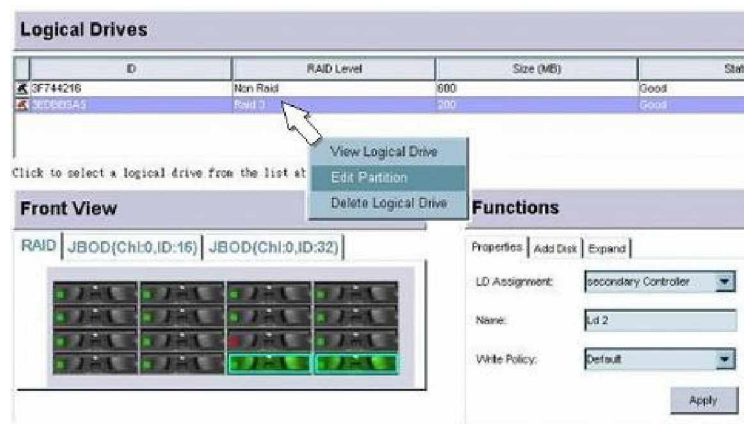 Logical Drives
ID RAID Level Size (MB) Stat
3F744216 Non Raid 600 Good
Raid 3 200 Good
View Logical Drive
Click to select a logical drive from the list at
Edit Partition
Delete Logical Drive
Front View
Functions
RAID JBOD(Chl:0,ID:16) JBOD(Chl:0,ID:32)
Properties Add Disk Expand
LD Assignment: secondary Controller
Name: Ld 2
Write Policy: Default
Apply